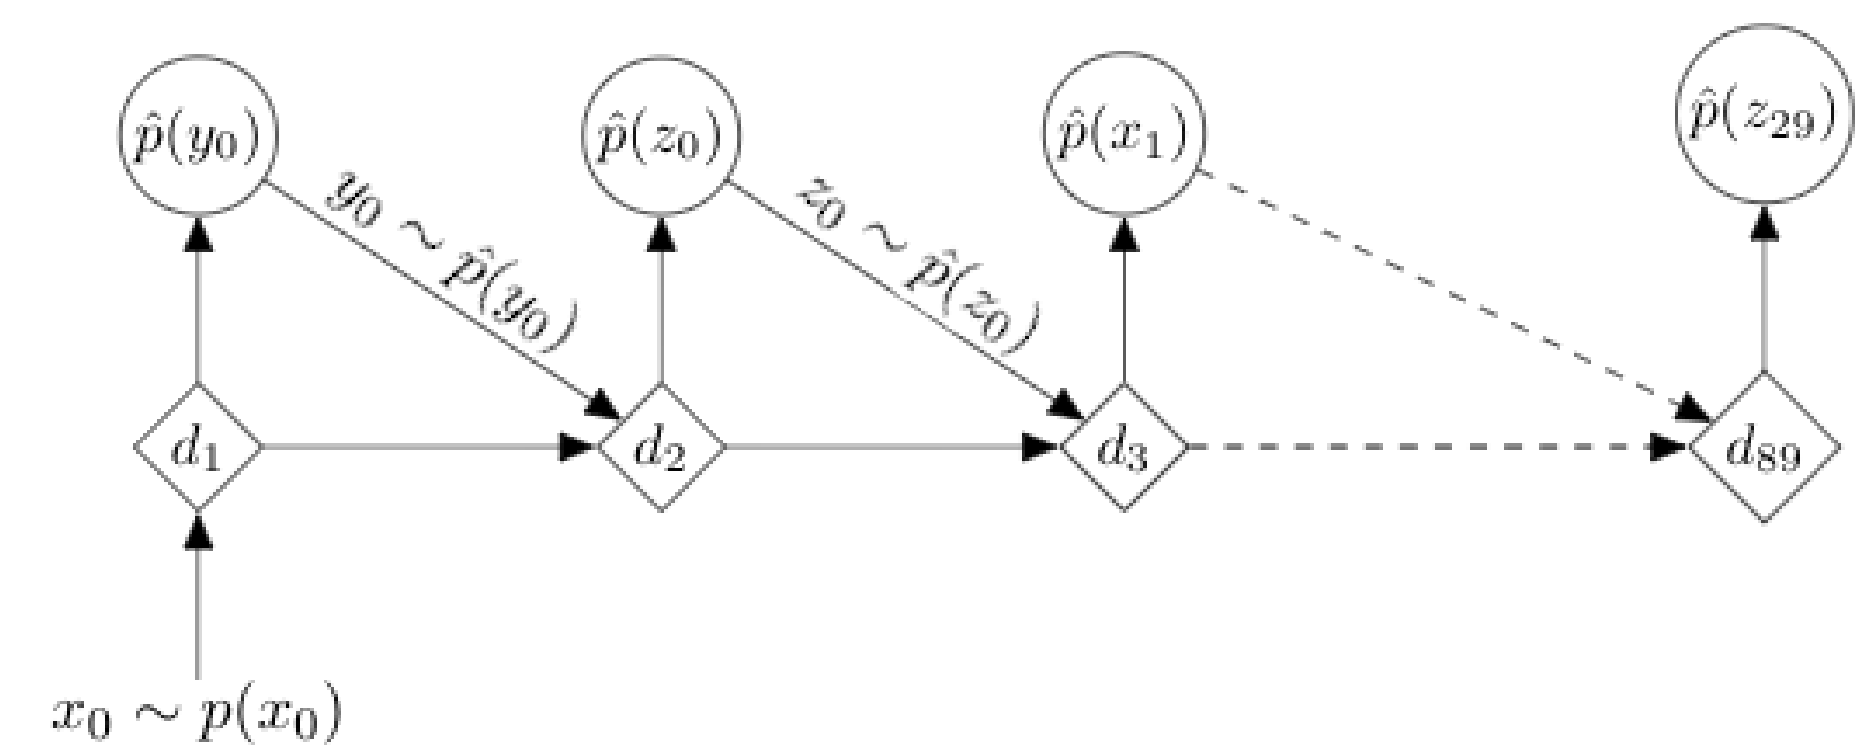 p̂(y₀) p̂(z₀) p̂(x₁) p̂(z₂₉)
y₀ ∼ p̂(y₀) z₀ ∼ p̂(z₀)
d₁ d₂ d₃ d₈₉
x₀ ∼ p(x₀)